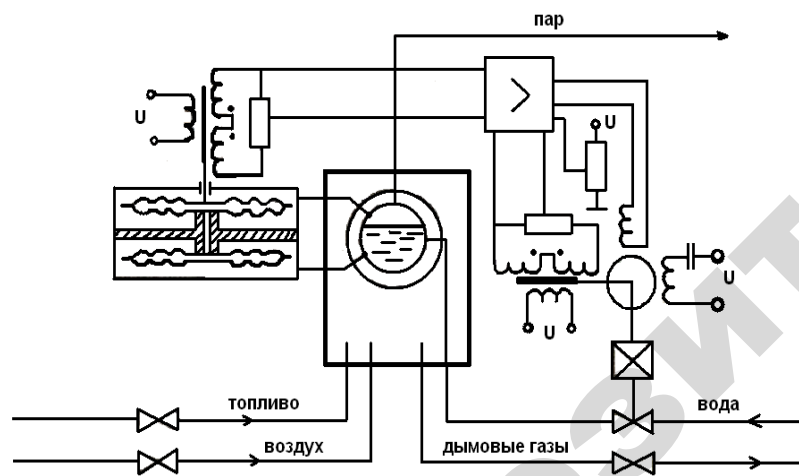 пар
U
U
U
U
топливо
вода
воздух
дымовые газы